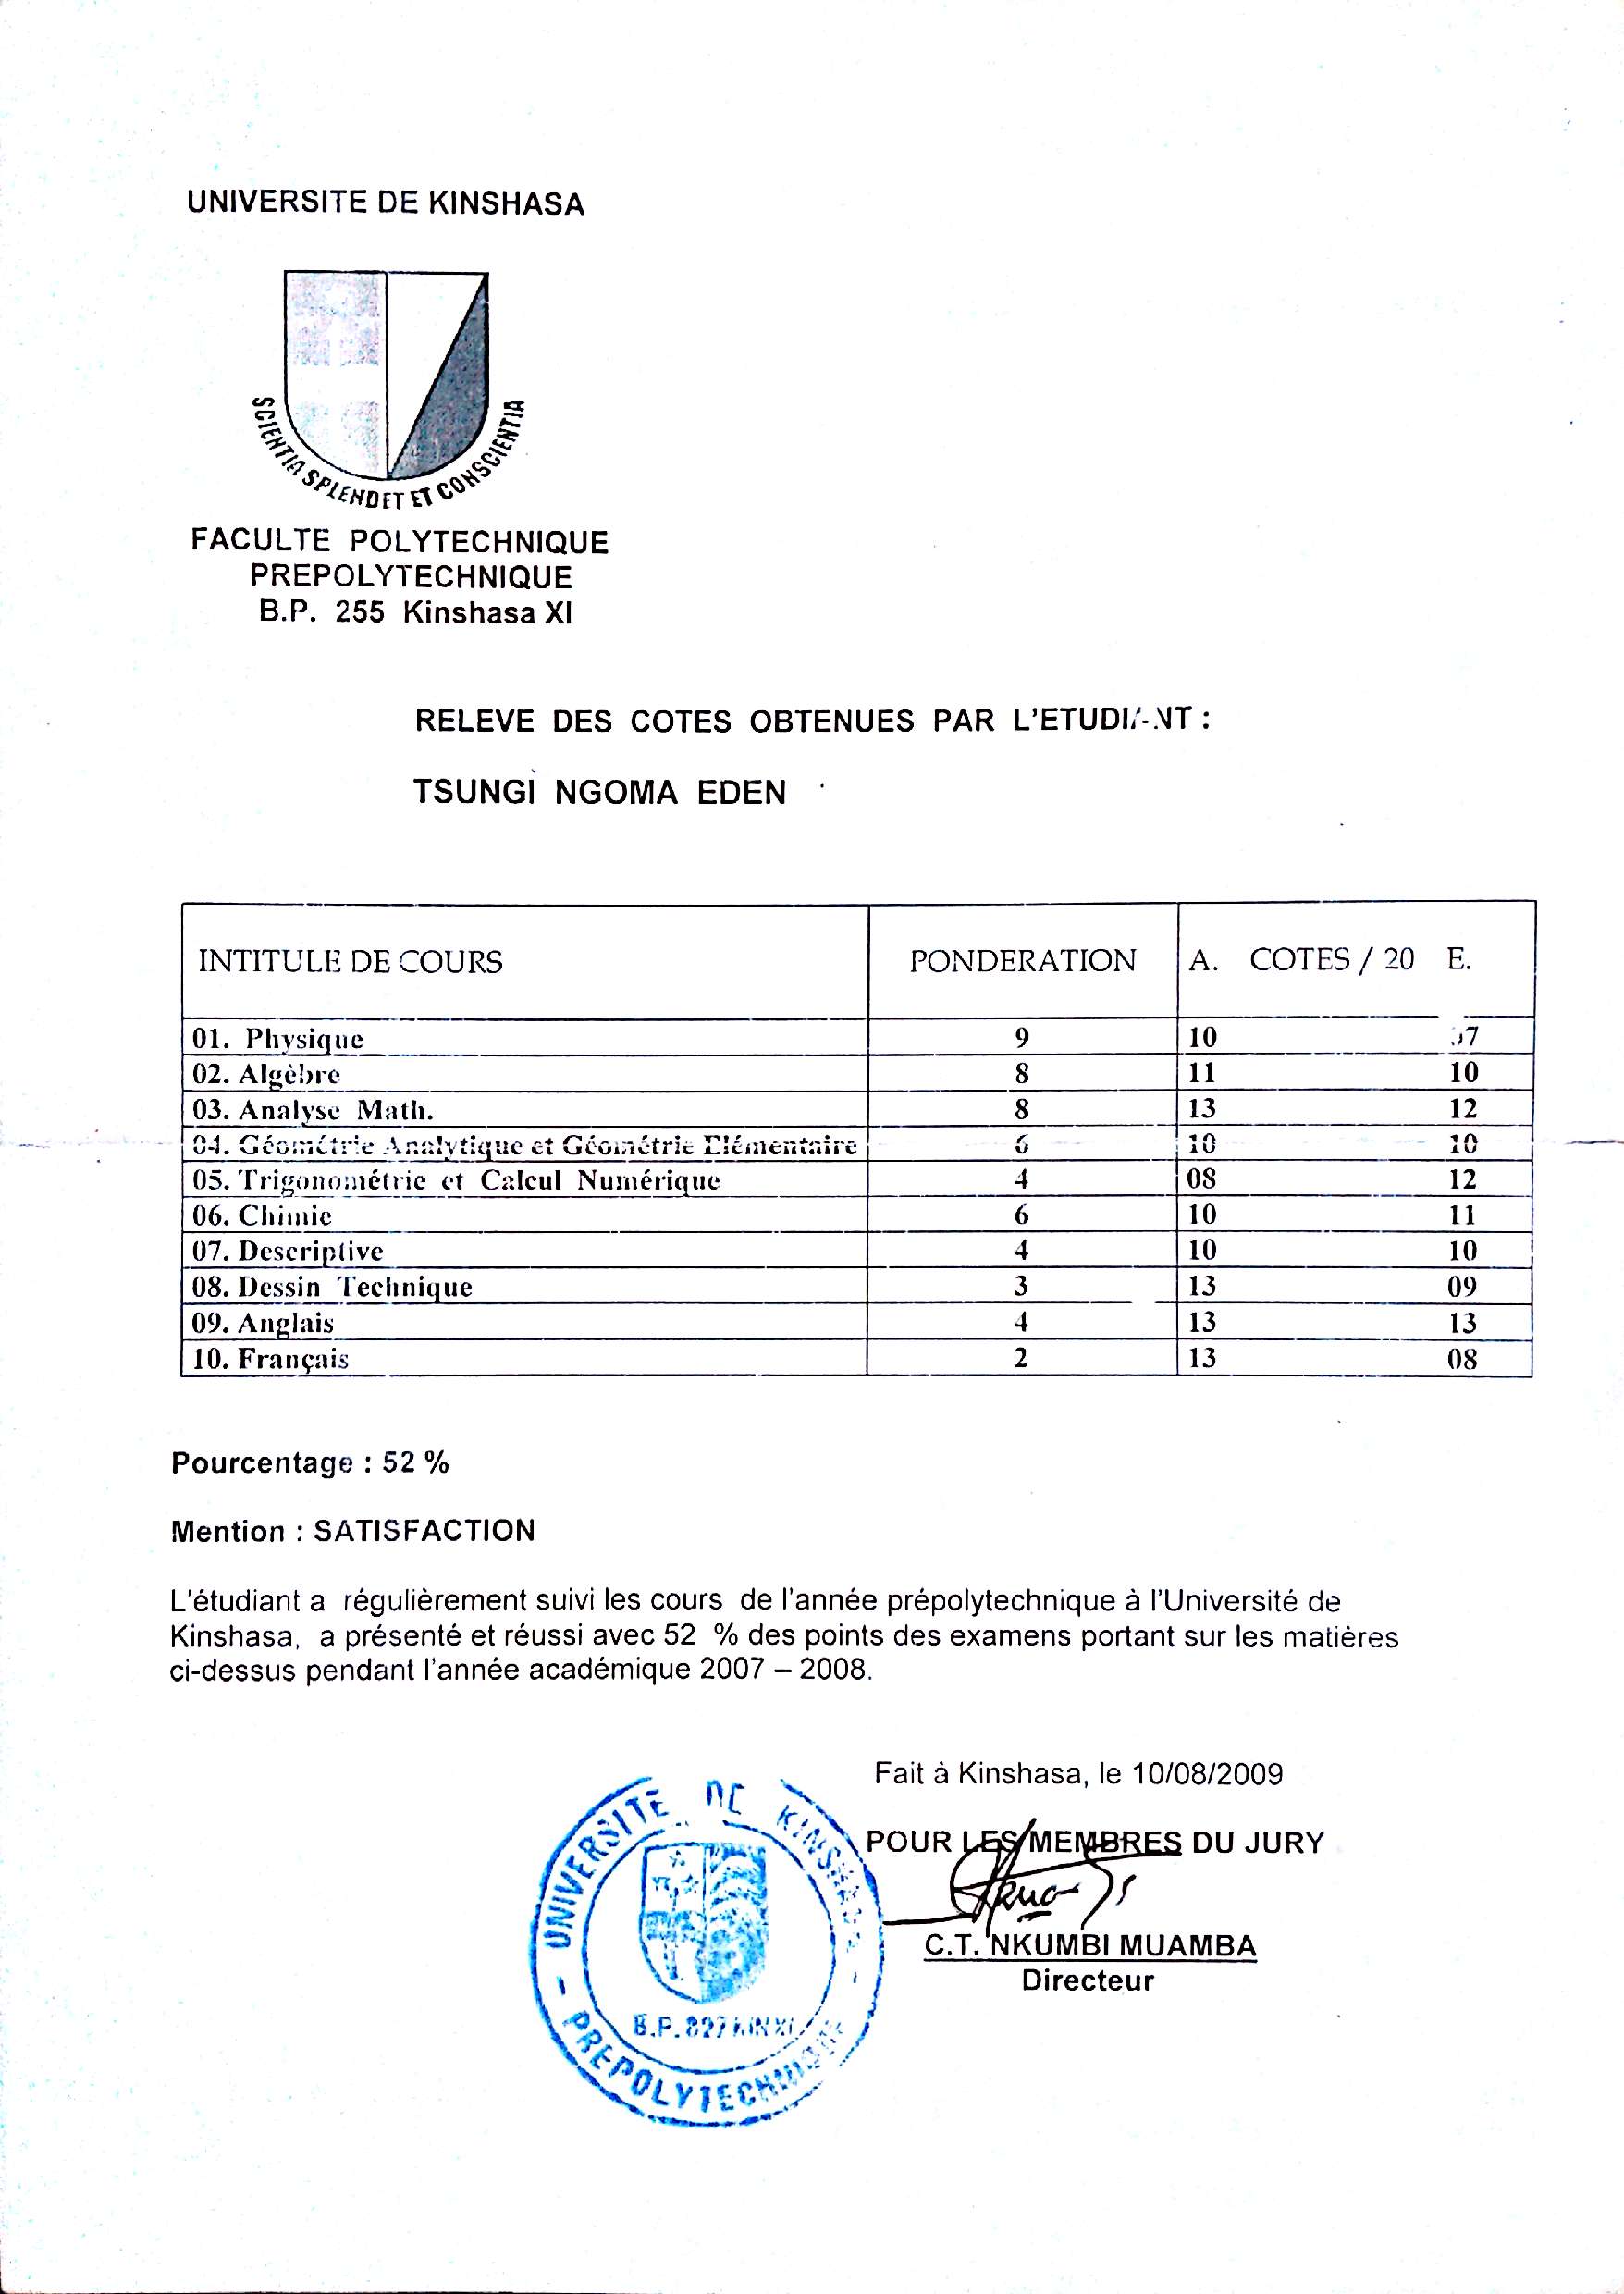 UNIVERSITE DE KINSHASA
SCIENTIA SPLENDET ET CONSCIENTIA
FACULTE POLYTECHNIQUE
PREPOLYTECHNIQUE
B.P. 255 Kinshasa XI
RELEVE DES COTES OBTENUES PAR L'ETUDIANT :
TSUNGI NGOMA EDEN
INTITULE DE COURS PONDERATION A. COTES / 20 E.
01. Physique 9 10 07
02. Algèbre 8 11 10
03. Analyse Math. 8 13 12
04. Géométrie Analytique et Géométrie Elémentaire 6 10 10
05. Trigonométrie et Calcul Numérique 4 08 12
06. Chimie 6 10 11
07. Descriptive 4 10 10
08. Dessin Technique 3 13 09
09. Anglais 4 13 13
10. Français 2 13 08
Pourcentage : 52 %
Mention : SATISFACTION
L'étudiant a régulièrement suivi les cours de l'année prépolytechnique à l'Université de
Kinshasa, a présenté et réussi avec 52 % des points des examens portant sur les matières
ci-dessus pendant l'année académique 2007 – 2008.
Fait à Kinshasa, le 10/08/2009
POUR LES MEMBRES DU JURY
C.T. NKUMBI MUAMBA
Directeur
UNIVERSITE DE KINSHASA
B.P. 827 KIN XI
- PREPOLYTECHNIQUE -